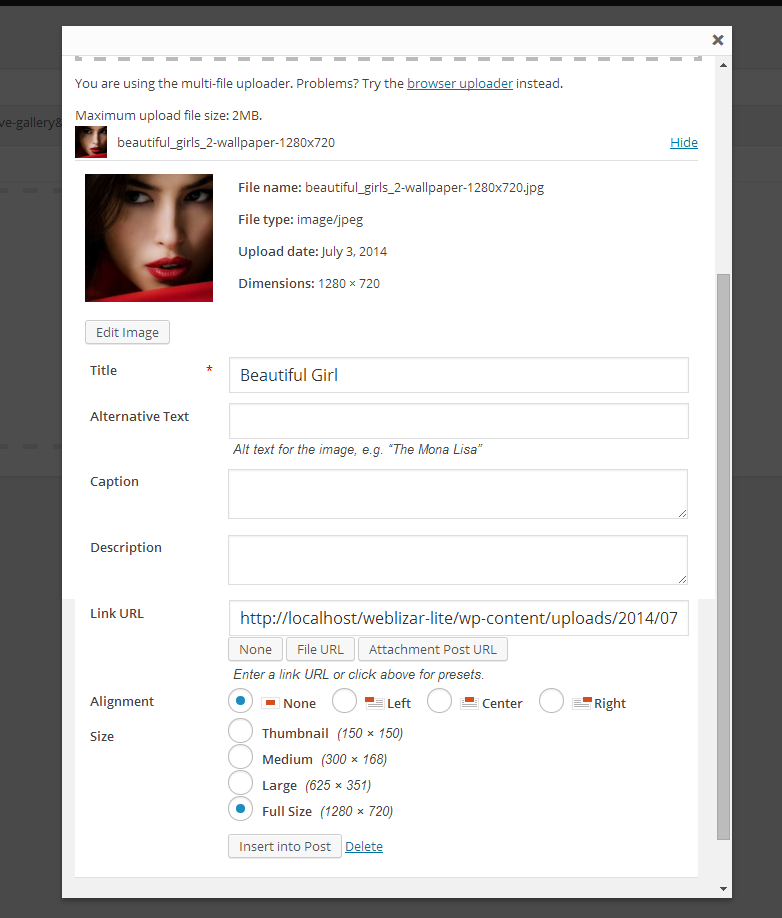 ve-gallery&
You are using the multi-file uploader. Problems? Try the browser uploader instead.
Maximum upload file size: 2MB.
beautiful_girls_2-wallpaper-1280x720 Hide
File name: beautiful_girls_2-wallpaper-1280x720.jpg
File type: image/jpeg
Upload date: July 3, 2014
Dimensions: 1280 × 720
Edit Image
Title * Beautiful Girl
Alternative Text
Alt text for the image, e.g. “The Mona Lisa”
Caption
Description
Link URL http://localhost/weblizar-lite/wp-content/uploads/2014/07
None File URL Attachment Post URL
Enter a link URL or click above for presets.
Alignment None Left Center Right
Size Thumbnail (150 × 150)
Medium (300 × 168)
Large (625 × 351)
Full Size (1280 × 720)
Insert into Post Delete